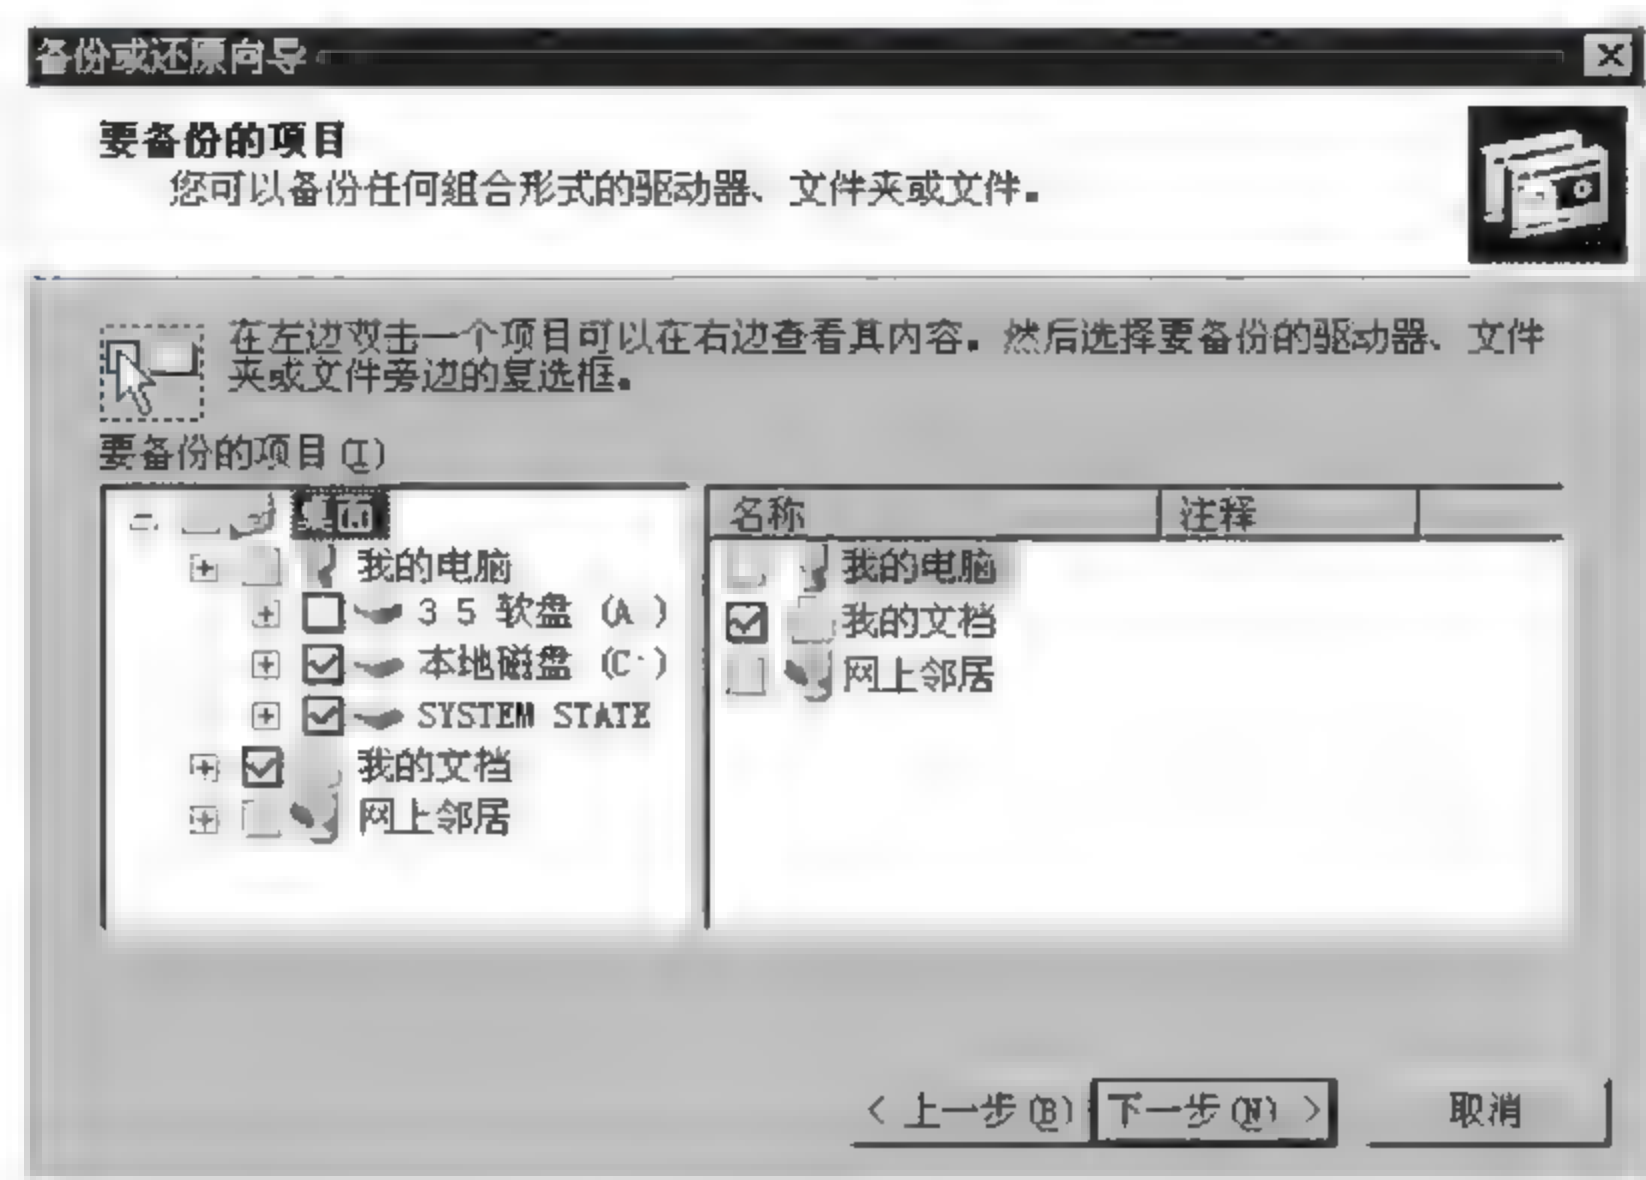 备份或还原向导
要备份的项目
您可以备份任何组合形式的驱动器、文件夹或文件。
在左边双击一个项目可以在右边查看其内容。然后选择要备份的驱动器、文件
夹或文件旁边的复选框。
要备份的项目(I)
桌面
我的电脑
3 5 软盘 (A )
本地磁盘 (C )
SYSTEM STATE
我的文档
网上邻居
名称 注释
我的电脑
我的文档
网上邻居
< 上一步(B) 下一步(N) > 取消